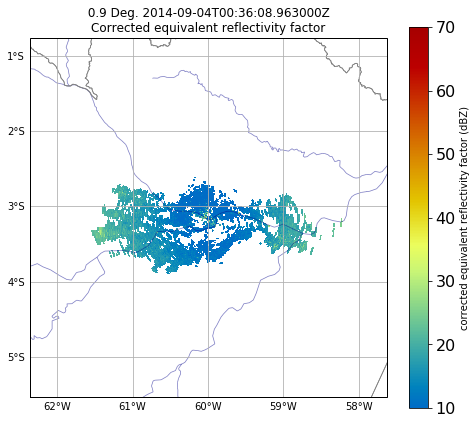 0.9 Deg. 2014-09-04T00:36:08.963000Z
Corrected equivalent reflectivity factor
1°S
2°S
3°S
4°S
5°S
62°W
61°W
60°W
59°W
58°W
70
60
50
40
30
20
10
corrected equivalent reflectivity factor (dBZ)